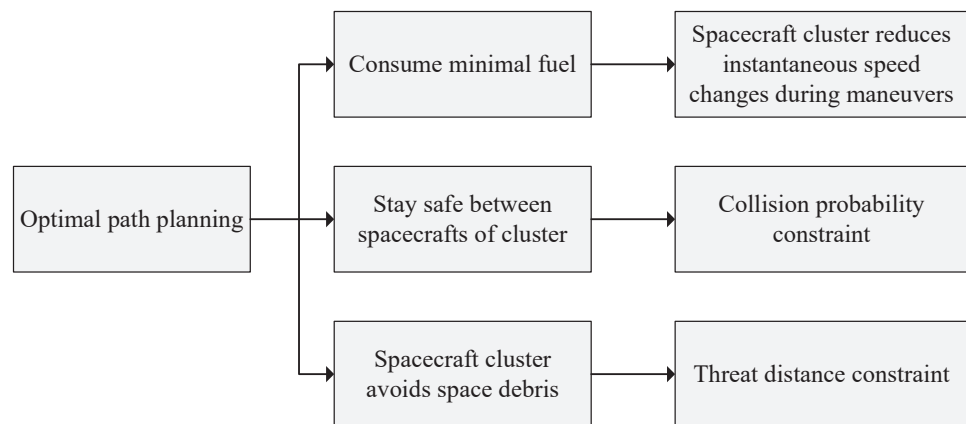 Optimal path planning
Consume minimal fuel
Spacecraft cluster reduces
instantaneous speed
changes during maneuvers
Stay safe between
spacecrafts of cluster
Collision probability
constraint
Spacecraft cluster
avoids space debris
Threat distance constraint